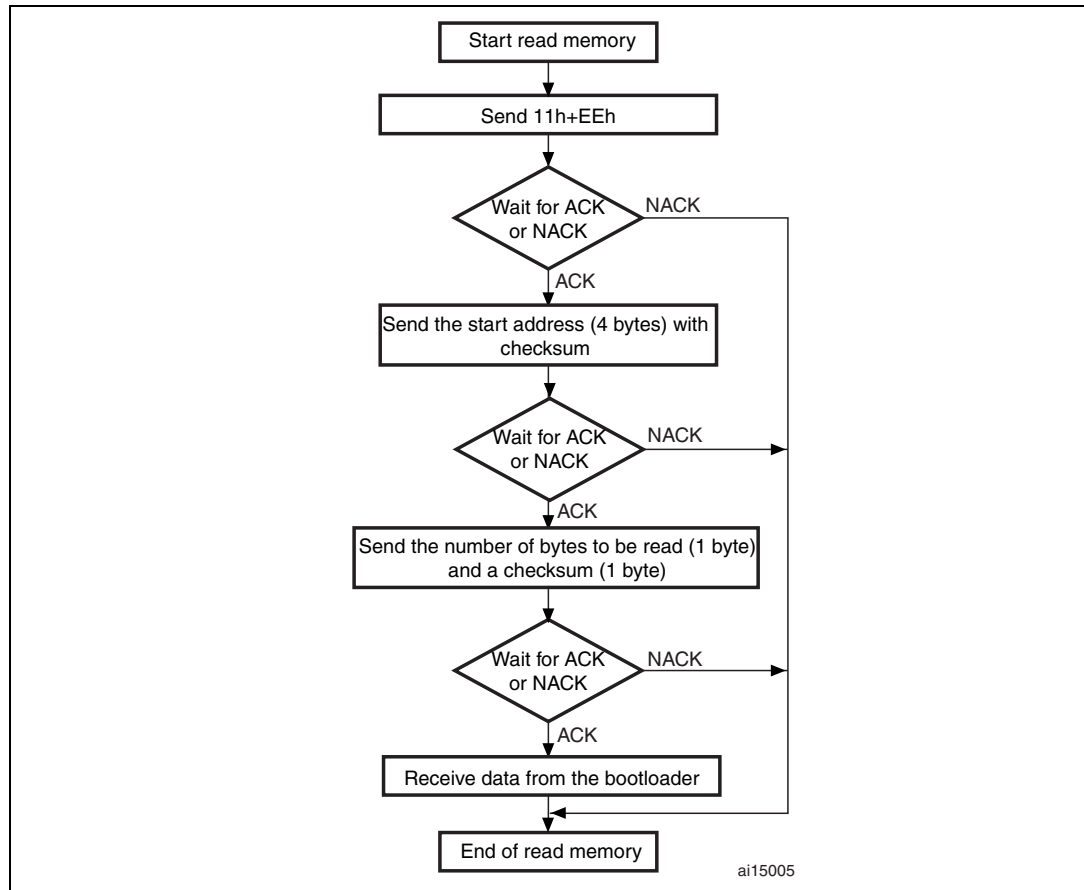 Start read memory
Send 11h+EEh
Wait for ACK
or NACK
NACK
ACK
Send the start address (4 bytes) with
checksum
Wait for ACK
or NACK
NACK
ACK
Send the number of bytes to be read (1 byte)
and a checksum (1 byte)
Wait for ACK
or NACK
NACK
ACK
Receive data from the bootloader
End of read memory
ai15005